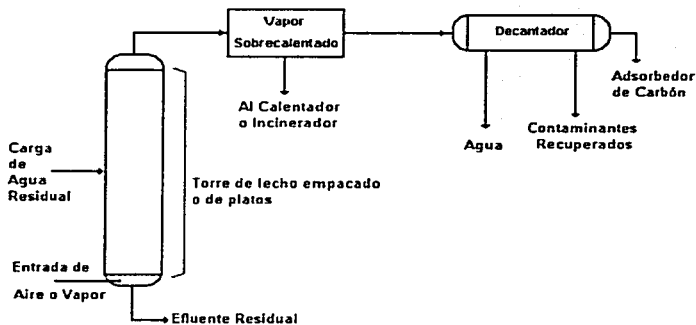 Vapor
Sobrecalentado
Decantador
Al Calentador
o Incinerador
Agua
Contaminantes
Recuperados
Adsorbedor
de Carbón
Carga
de
Agua
Residual
Torre de lecho empacado
o de platos
Entrada de
Aire o Vapor
Efluente Residual